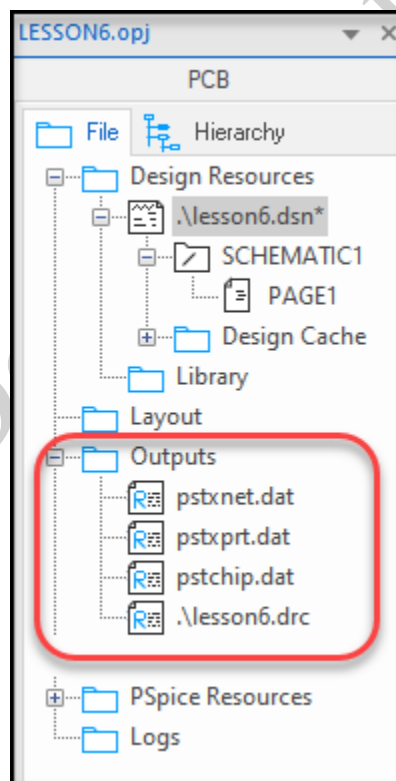 LESSON6.opj
PCB
File Hierarchy
Design Resources
.\lesson6.dsn*
SCHEMATIC1
PAGE1
Design Cache
Library
Layout
Outputs
pstxnet.dat
pstxprt.dat
pstchip.dat
.\lesson6.drc
PSpice Resources
Logs